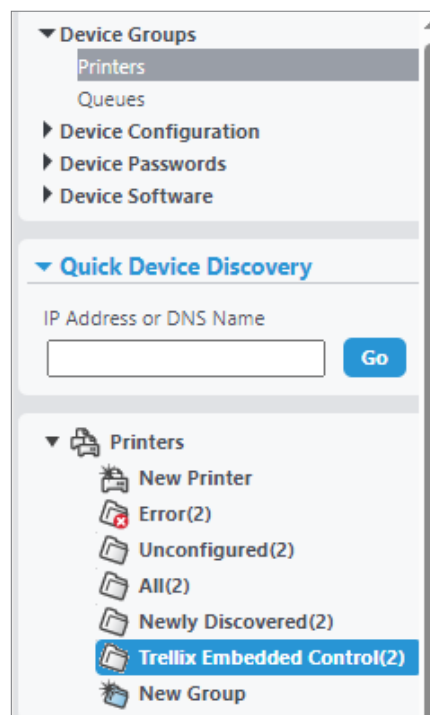 Device Groups
Printers
Queues
Device Configuration
Device Passwords
Device Software
Quick Device Discovery
IP Address or DNS Name
Go
Printers
New Printer
Error(2)
Unconfigured(2)
All(2)
Newly Discovered(2)
Trellix Embedded Control(2)
New Group